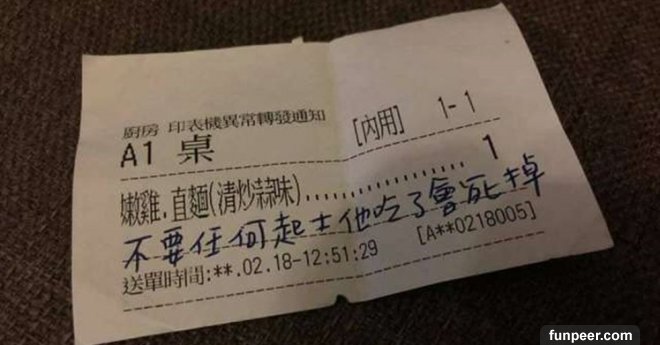 廚房 印表機異常轉發通知
A1 桌 [內用] 1-1
嫩雞.直麵(清炒蒜味)................ 1
不要任何起士他吃了會死掉
送單時間:**.02.18-12:51:29 [A**0218005]
funpeer.com